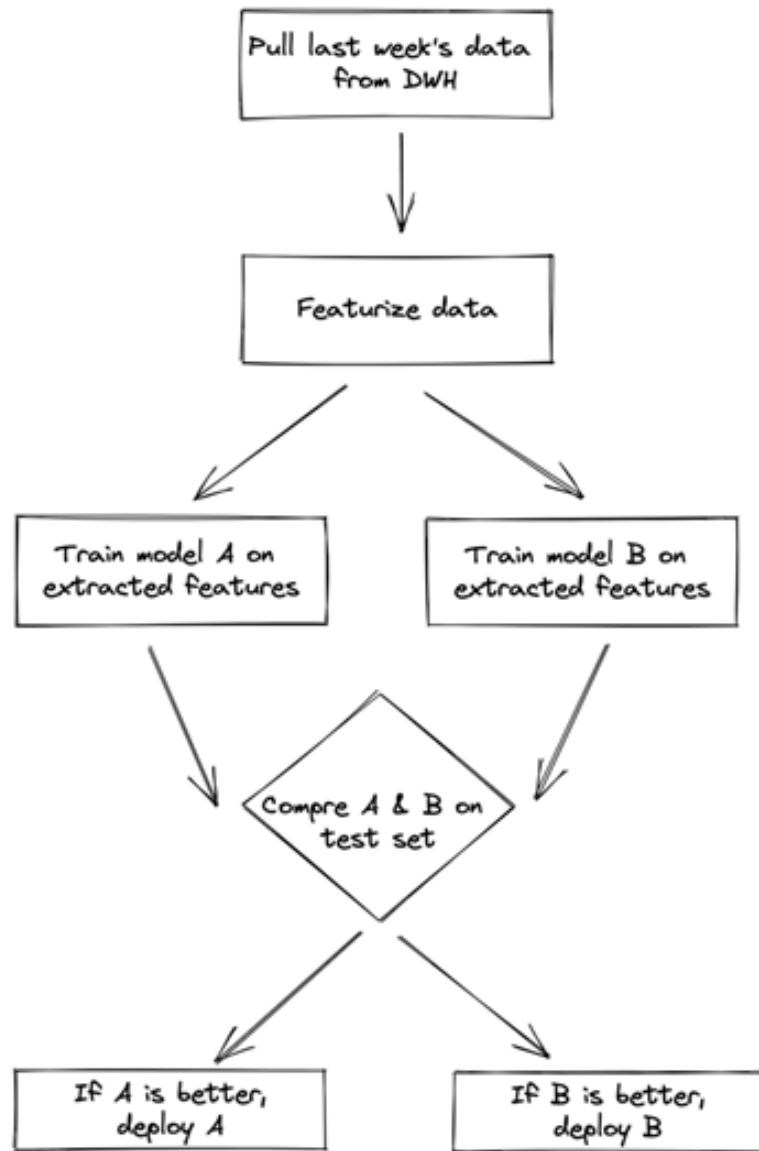 Pull last week's data
from DWH
Featurize data
Train model A on
extracted features
Train model B on
extracted features
Compre A & B on
test set
If A is better,
deploy A
If B is better,
deploy B